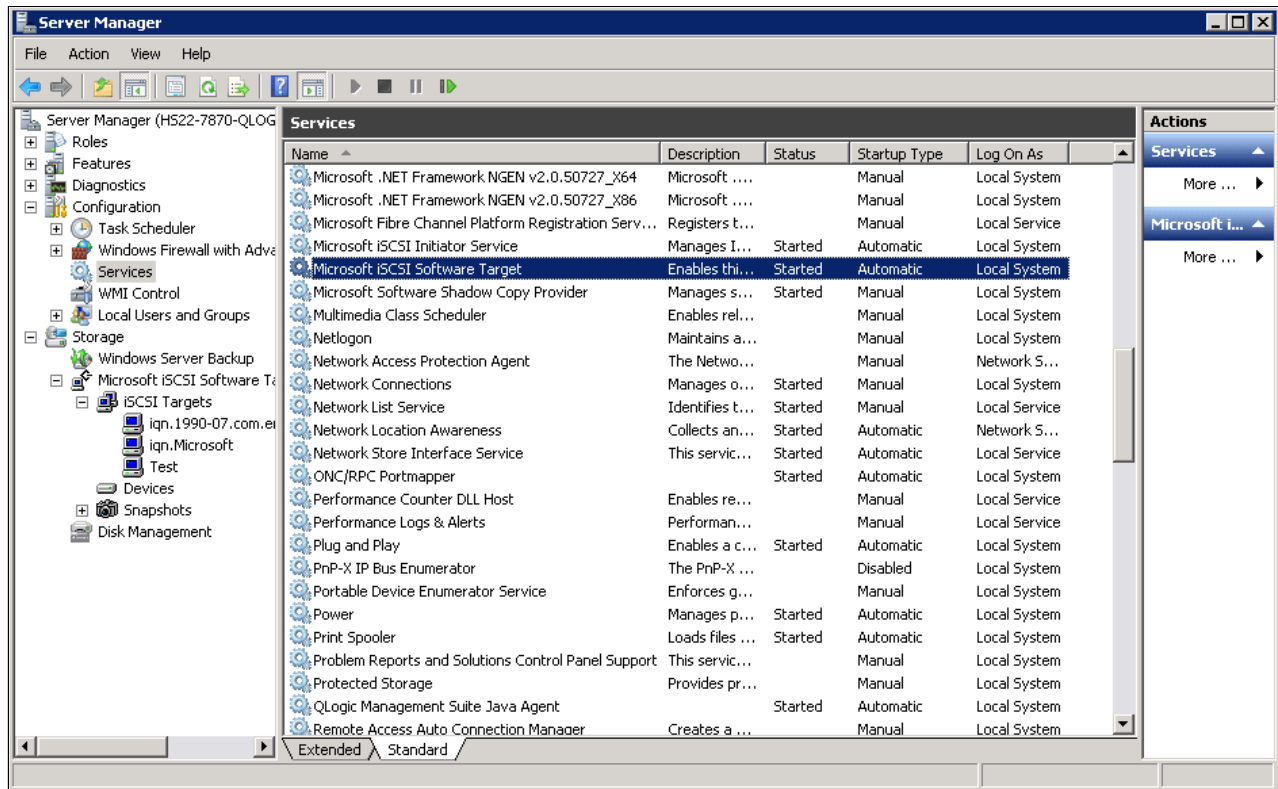 Server Manager
File Action View Help
Server Manager (HS22-7870-QLOG
Roles
Features
Diagnostics
Configuration
Task Scheduler
Windows Firewall with Adva
Services
WMI Control
Local Users and Groups
Storage
Windows Server Backup
Microsoft iSCSI Software Ta
iSCSI Targets
iqn.1990-07.com.er
iqn.Microsoft
Test
Devices
Snapshots
Disk Management
Services
Name Description Status Startup Type Log On As
Microsoft .NET Framework NGEN v2.0.50727_X64 Microsoft .... Manual Local System
Microsoft .NET Framework NGEN v2.0.50727_X86 Microsoft .... Manual Local System
Microsoft Fibre Channel Platform Registration Serv... Registers t... Manual Local Service
Microsoft iSCSI Initiator Service Manages I... Started Automatic Local System
Microsoft iSCSI Software Target Enables thi... Started Automatic Local System
Microsoft Software Shadow Copy Provider Manages s... Started Manual Local System
Multimedia Class Scheduler Enables rel... Manual Local System
Netlogon Maintains a... Manual Local System
Network Access Protection Agent The Netwo... Manual Network S...
Network Connections Manages o... Started Manual Local System
Network List Service Identifies t... Started Manual Local Service
Network Location Awareness Collects an... Started Automatic Network S...
Network Store Interface Service This servic... Started Automatic Local Service
ONC/RPC Portmapper Started Automatic Local System
Performance Counter DLL Host Enables re... Manual Local Service
Performance Logs & Alerts Performan... Manual Local Service
Plug and Play Enables a c... Started Automatic Local System
PnP-X IP Bus Enumerator The PnP-X ... Disabled Local System
Portable Device Enumerator Service Enforces g... Manual Local System
Power Manages p... Started Automatic Local System
Print Spooler Loads files ... Started Automatic Local System
Problem Reports and Solutions Control Panel Support This servic... Manual Local System
Protected Storage Provides pr... Manual Local System
QLogic Management Suite Java Agent Started Automatic Local System
Remote Access Auto Connection Manager Creates a ... Manual Local System
Extended Standard
Actions
Services
More ...
Microsoft i...
More ...